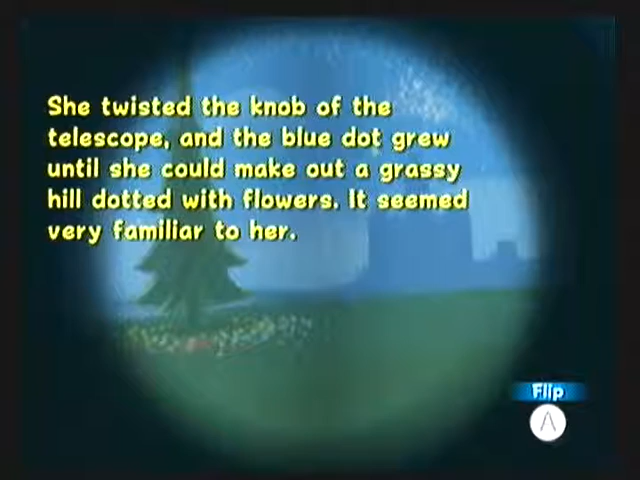 She twisted the knob of the
telescope, and the blue dot grew
until she could make out a grassy
hill dotted with flowers. It seemed
very familiar to her.
Flip
A